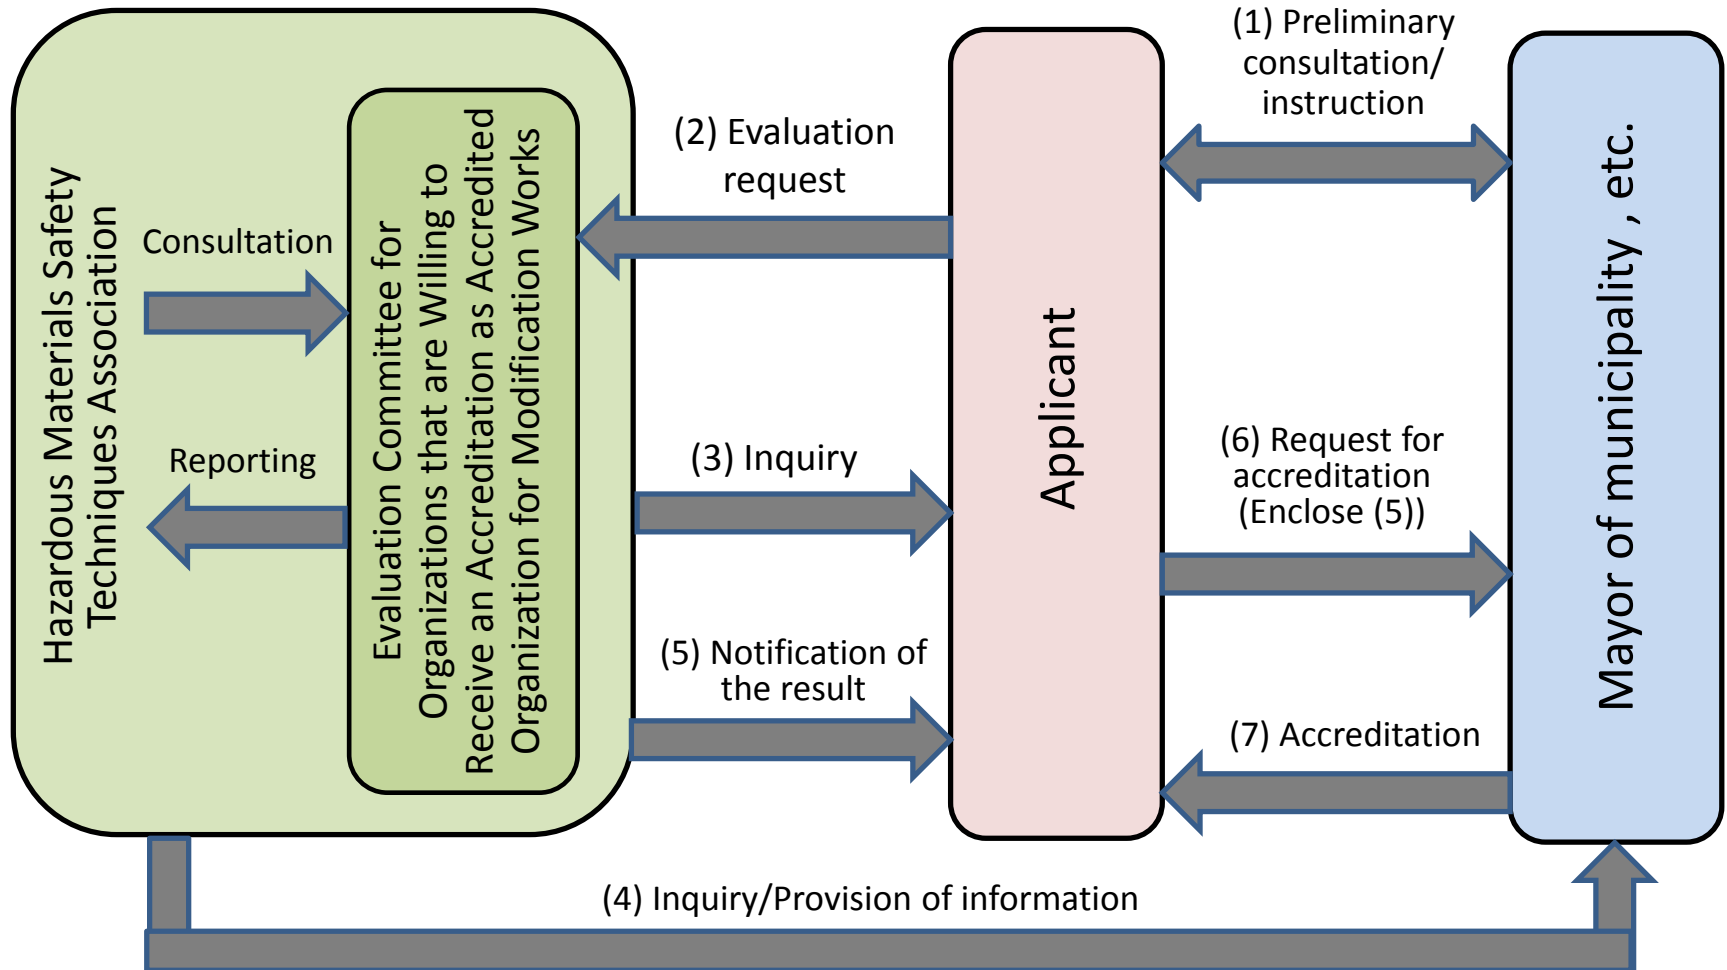 Hazardous Materials Safety
Techniques Association
Consultation
Reporting
Evaluation Committee for
Organizations that are Willing to
Receive an Accreditation as Accredited
Organization for Modification Works
(2) Evaluation
request
(3) Inquiry
(5) Notification of
the result
Applicant
(1) Preliminary
consultation/
instruction
(6) Request for
accreditation
(Enclose (5))
(7) Accreditation
Mayor of municipality , etc.
(4) Inquiry/Provision of information